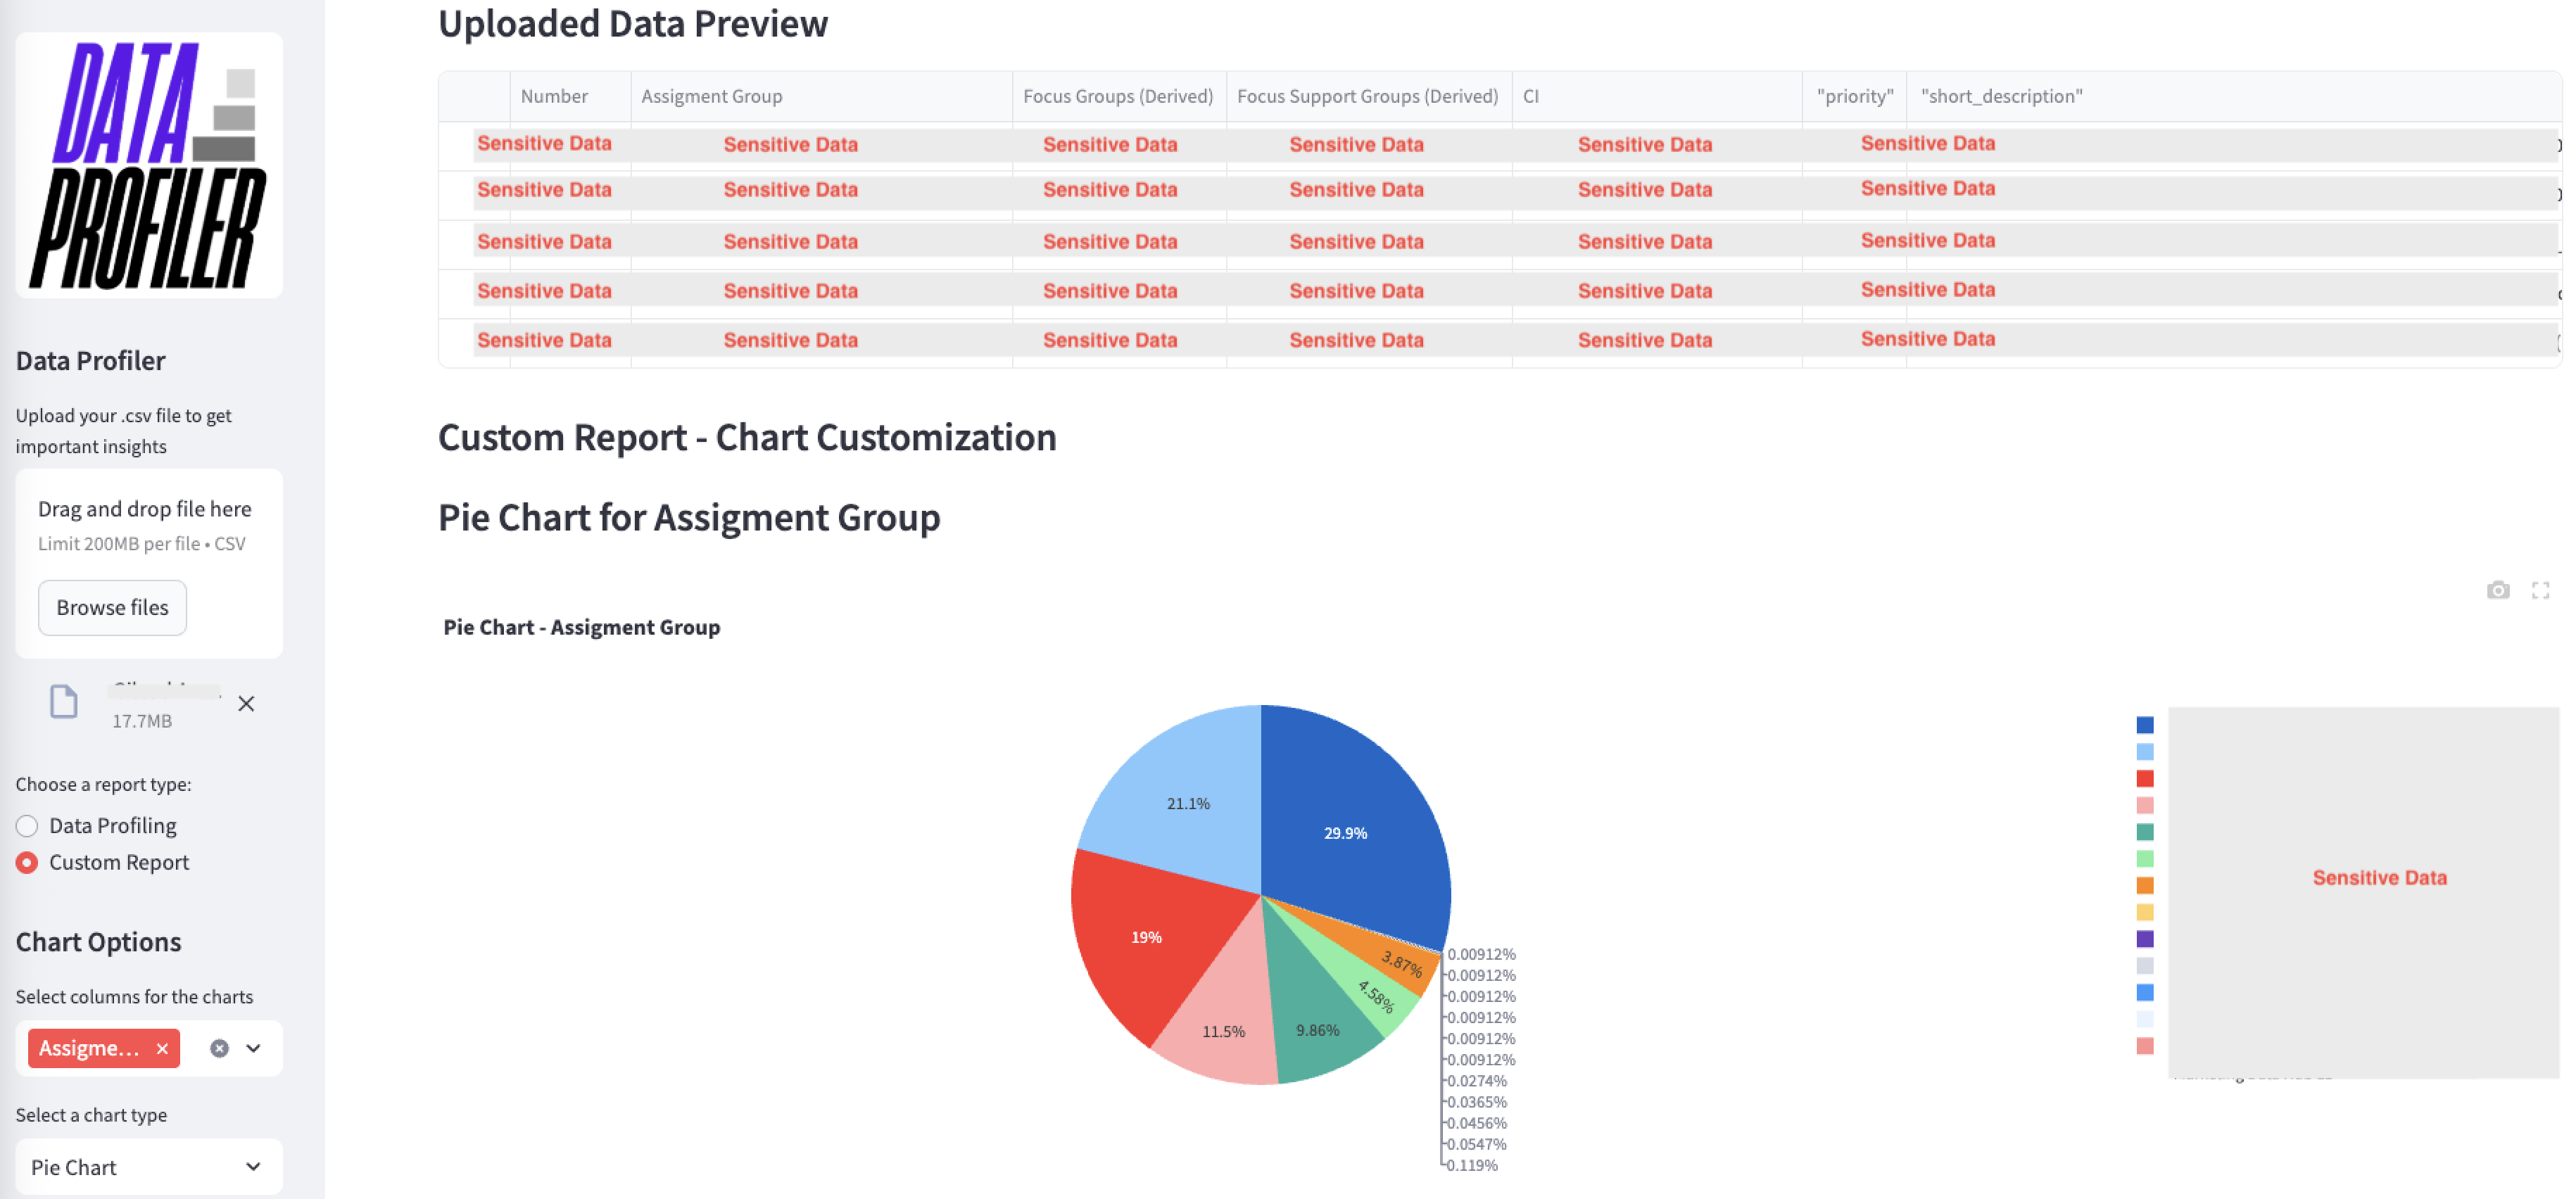 DATA
PROFILER
Data Profiler
Upload your .csv file to get
important insights
Drag and drop file here
Limit 200MB per file • CSV
Browse files
17.7MB
Choose a report type:
Data Profiling
Custom Report
Chart Options
Select columns for the charts
Assigme...
Select a chart type
Pie Chart
Uploaded Data Preview
Number Assigment Group Focus Groups (Derived) Focus Support Groups (Derived) CI "priority" "short_description"
Sensitive Data Sensitive Data Sensitive Data Sensitive Data Sensitive Data Sensitive Data
Sensitive Data Sensitive Data Sensitive Data Sensitive Data Sensitive Data Sensitive Data
Sensitive Data Sensitive Data Sensitive Data Sensitive Data Sensitive Data Sensitive Data
Sensitive Data Sensitive Data Sensitive Data Sensitive Data Sensitive Data Sensitive Data
Sensitive Data Sensitive Data Sensitive Data Sensitive Data Sensitive Data Sensitive Data
Custom Report - Chart Customization
Pie Chart for Assigment Group
Pie Chart - Assigment Group
21.1%
29.9%
19%
3.87%
4.58%
11.5%
9.86%
0.00912%
0.00912%
0.00912%
0.00912%
0.00912%
0.00912%
0.0274%
0.0365%
0.0456%
0.0547%
0.119%
Sensitive Data